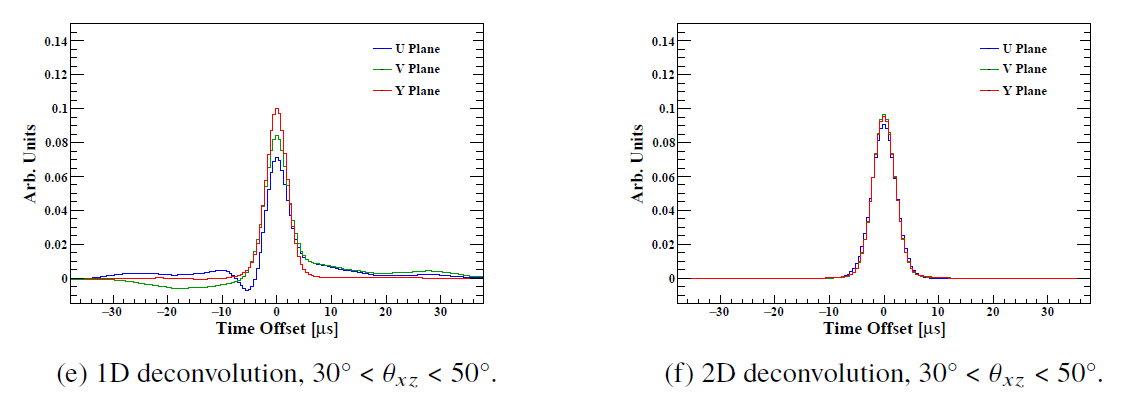 0.14
0.12
0.1
0.08
0.06
0.04
0.02
0
Arb. Units
−30
−20
−10
0
10
20
30
Time Offset [μs]
U Plane
V Plane
Y Plane
(e) 1D deconvolution, 30° < θxz < 50°.
0.14
0.12
0.1
0.08
0.06
0.04
0.02
0
Arb. Units
−30
−20
−10
0
10
20
30
Time Offset [μs]
U Plane
V Plane
Y Plane
(f) 2D deconvolution, 30° < θxz < 50°.